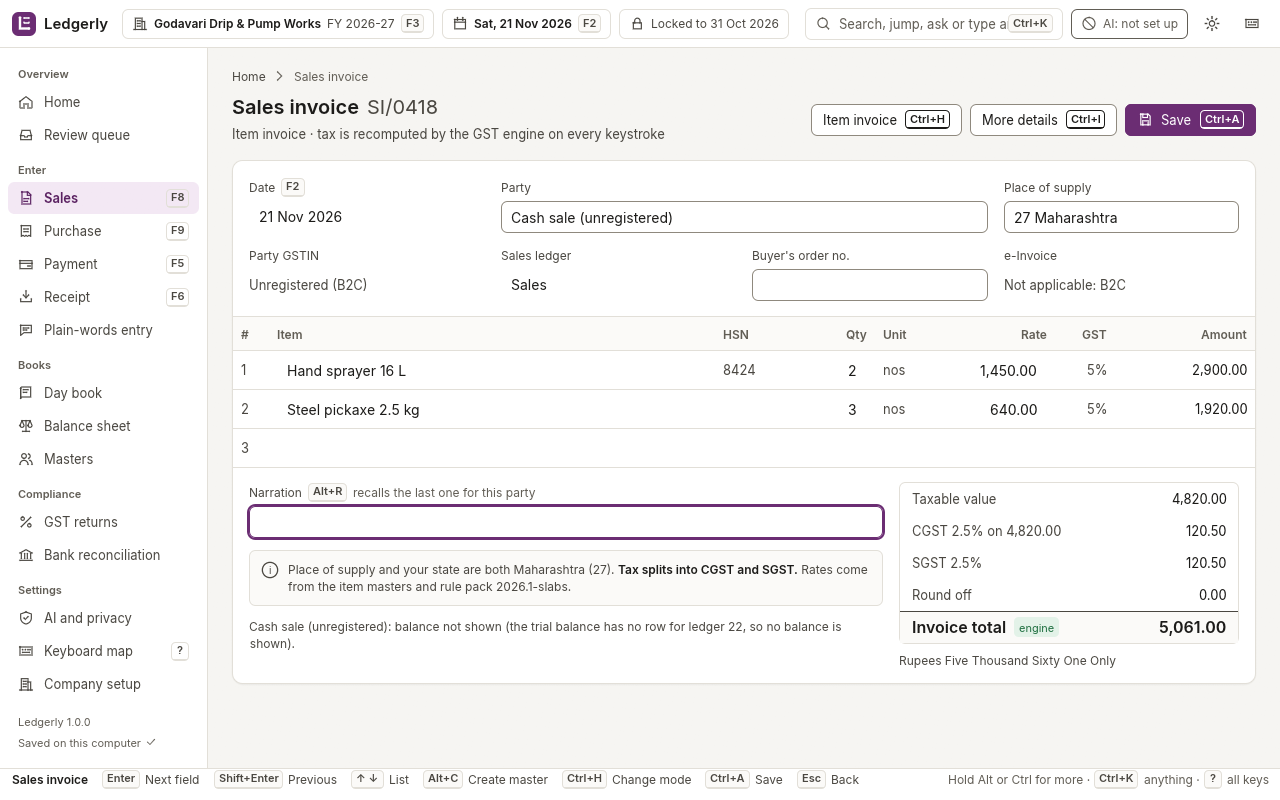 Ledgerly
Godavari Drip & Pump Works FY 2026-27 F3
Sat, 21 Nov 2026 F2
Locked to 31 Oct 2026
Search, jump, ask or type a Ctrl+K
AI: not set up
Overview
Home
Review queue
Enter
Sales F8
Purchase F9
Payment F5
Receipt F6
Plain-words entry
Books
Day book
Balance sheet
Masters
Compliance
GST returns
Bank reconciliation
Settings
AI and privacy
Keyboard map ?
Company setup
Ledgerly 1.0.0
Saved on this computer
Home > Sales invoice
Sales invoice SI/0418
Item invoice · tax is recomputed by the GST engine on every keystroke
Item invoice Ctrl+H
More details Ctrl+I
Save Ctrl+A
Date F2
21 Nov 2026
Party
Cash sale (unregistered)
Place of supply
27 Maharashtra
Party GSTIN
Unregistered (B2C)
Sales ledger
Sales
Buyer's order no.
e-Invoice
Not applicable: B2C
# Item HSN Qty Unit Rate GST Amount
1 Hand sprayer 16 L 8424 2 nos 1,450.00 5% 2,900.00
2 Steel pickaxe 2.5 kg 3 nos 640.00 5% 1,920.00
3
Narration Alt+R recalls the last one for this party
Place of supply and your state are both Maharashtra (27). Tax splits into CGST and SGST. Rates come
from the item masters and rule pack 2026.1-slabs.
Cash sale (unregistered): balance not shown (the trial balance has no row for ledger 22, so no balance is
shown).
Taxable value 4,820.00
CGST 2.5% on 4,820.00 120.50
SGST 2.5% 120.50
Round off 0.00
Invoice total engine 5,061.00
Rupees Five Thousand Sixty One Only
Sales invoice Enter Next field Shift+Enter Previous ↑ ↓ List Alt+C Create master Ctrl+H Change mode Ctrl+A Save Esc Back Hold Alt or Ctrl for more · Ctrl+K anything · ? all keys